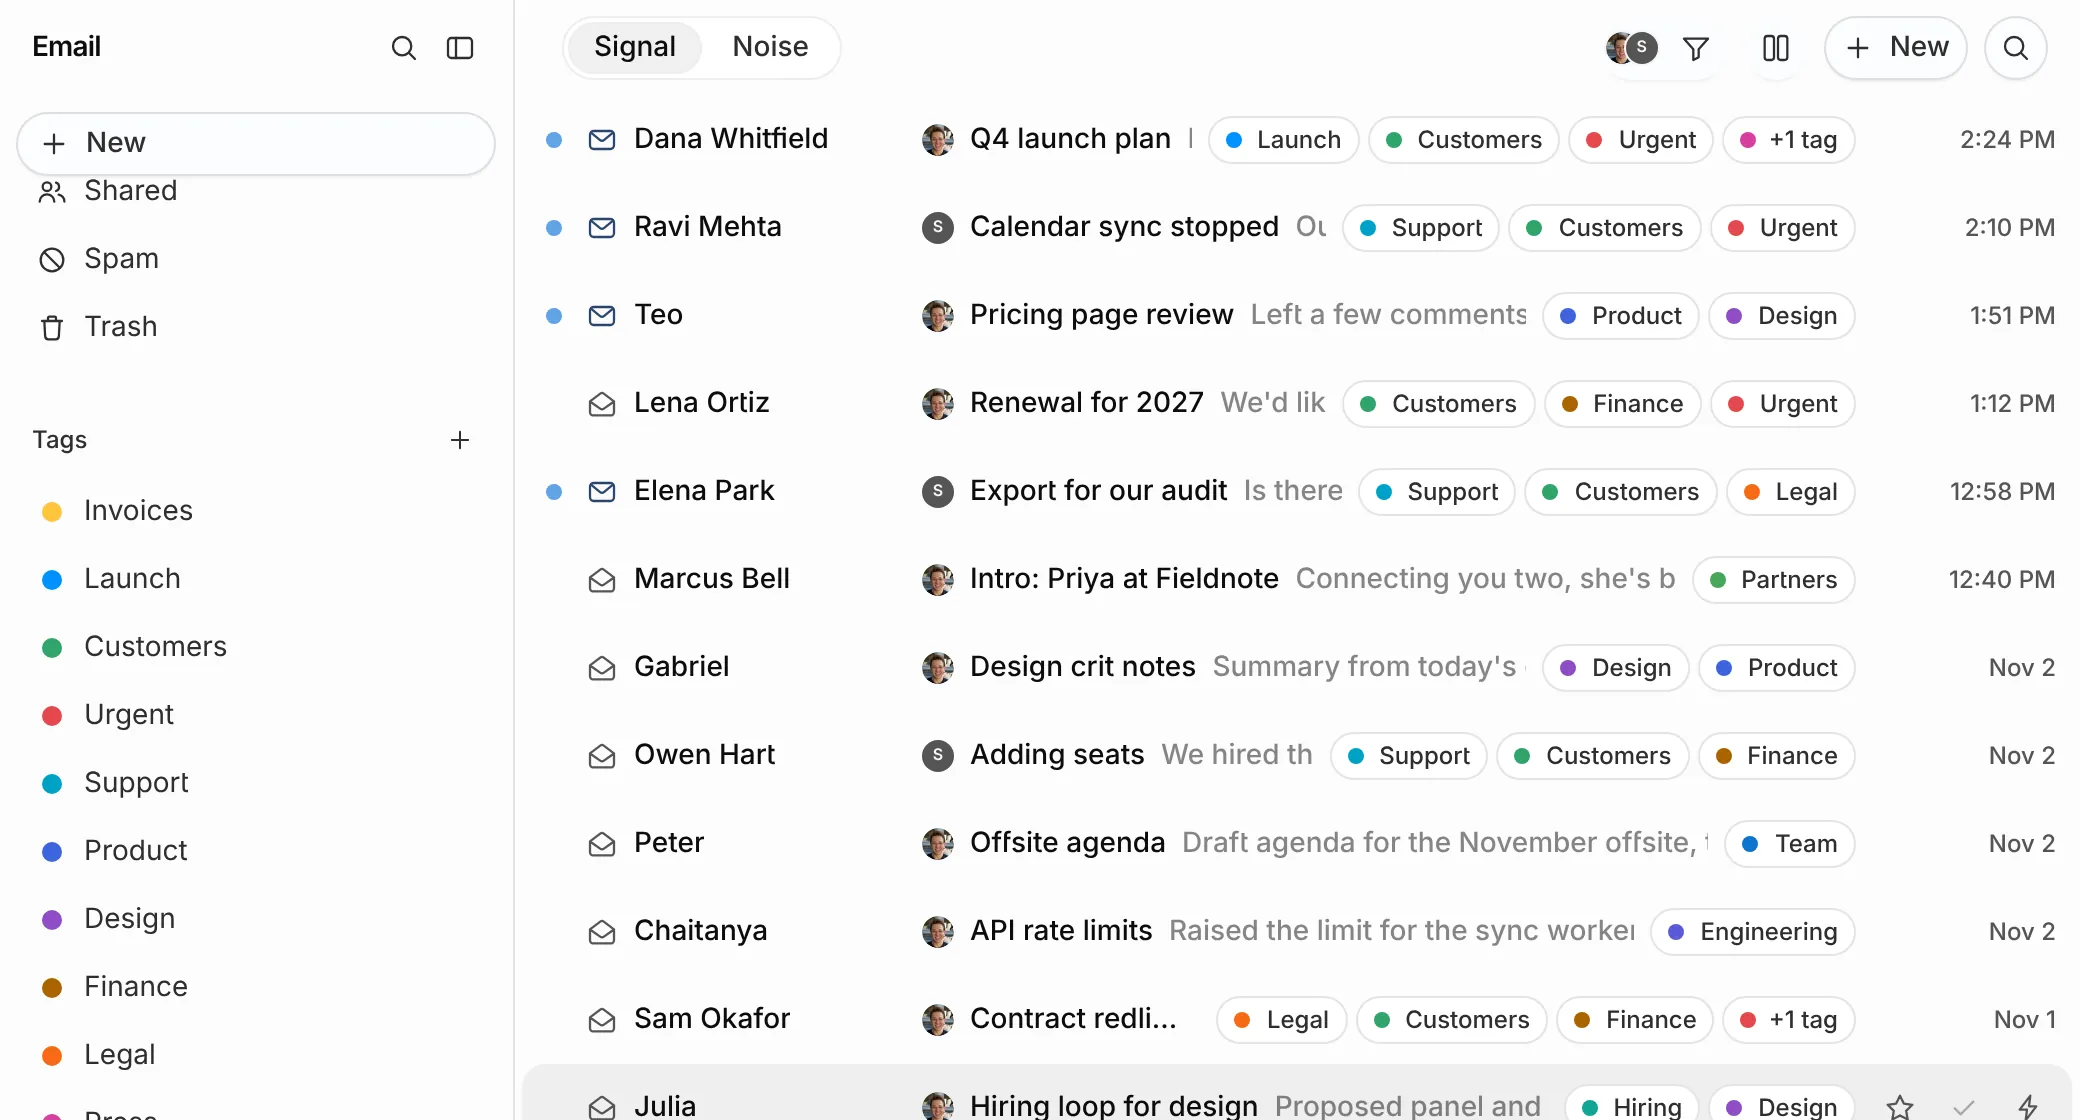 Email
New
Shared
Spam
Trash
Tags
Invoices
Launch
Customers
Urgent
Support
Product
Design
Finance
Legal
Press
Signal Noise
S
New
Dana Whitfield Q4 launch plan Launch Customers Urgent +1 tag 2:24 PM
Ravi Mehta S Calendar sync stopped Support Customers Urgent 2:10 PM
Teo Pricing page review Left a few comments Product Design 1:51 PM
Lena Ortiz Renewal for 2027 We'd lik Customers Finance Urgent 1:12 PM
Elena Park S Export for our audit Is there Support Customers Legal 12:58 PM
Marcus Bell Intro: Priya at Fieldnote Connecting you two, she's b Partners 12:40 PM
Gabriel Design crit notes Summary from today's Design Product Nov 2
Owen Hart S Adding seats We hired th Support Customers Finance Nov 2
Peter Offsite agenda Draft agenda for the November offsite, Team Nov 2
Chaitanya API rate limits Raised the limit for the sync worker Engineering Nov 2
Sam Okafor Contract redli... Legal Customers Finance +1 tag Nov 1
Julia Hiring loop for design Proposed panel and Hiring Design